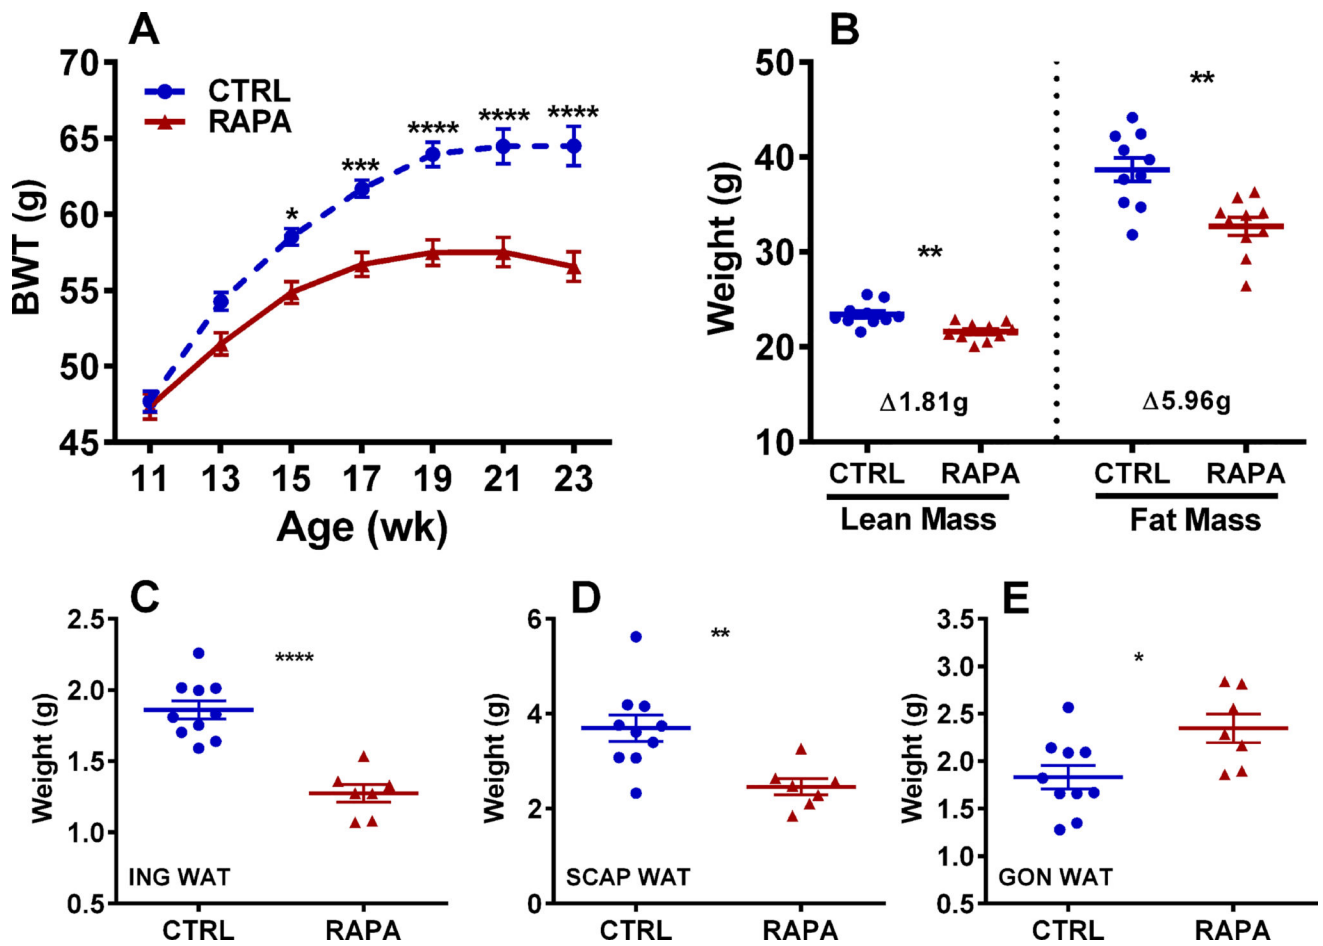 A
70
65
60
55
50
45
BWT (g)
CTRL
RAPA
*
***
****
****
****
11 13 15 17 19 21 23
Age (wk)
B
50
40
30
20
10
Weight (g)
**
**
Δ1.81g
Δ5.96g
CTRL RAPA CTRL RAPA
Lean Mass Fat Mass
C
2.5
2.0
1.5
1.0
0.5
Weight (g)
****
ING WAT
CTRL RAPA
D
6
4
2
0
Weight (g)
**
SCAP WAT
CTRL RAPA
E
3.5
3.0
2.5
2.0
1.5
1.0
0.5
Weight (g)
*
GON WAT
CTRL RAPA